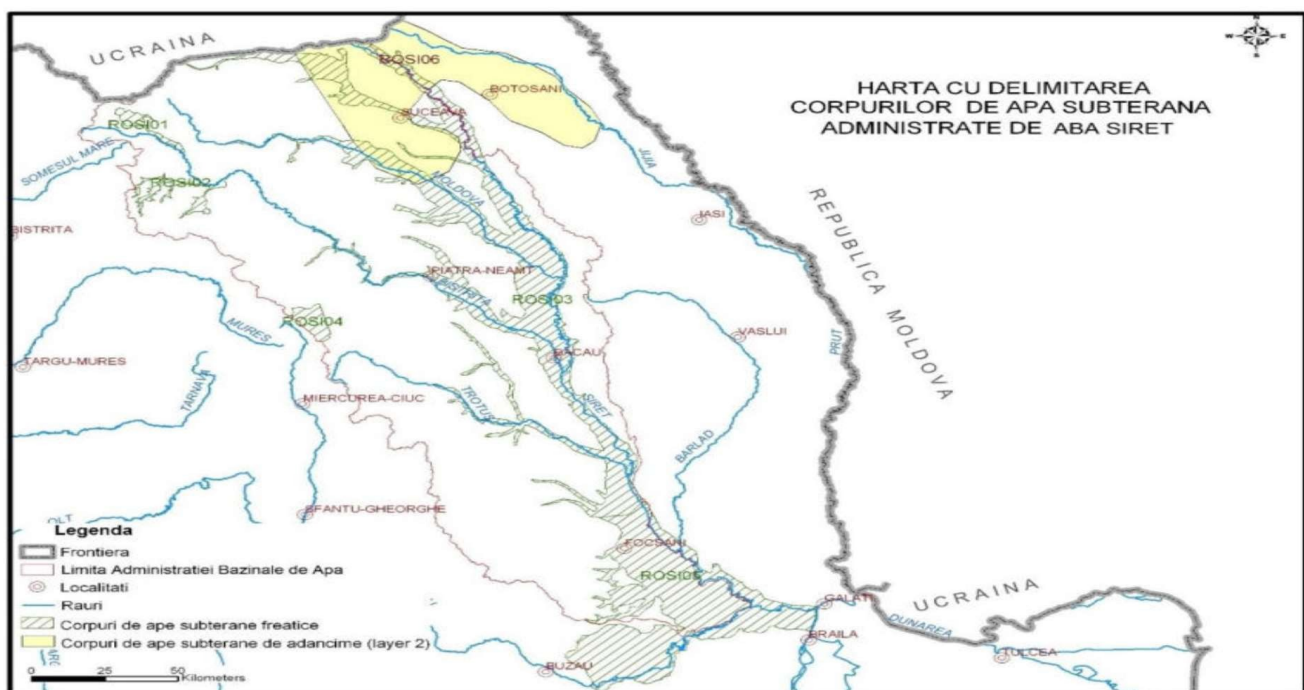 UCRAINA
W E
HARTA CU DELIMITAREA
CORPURILOR DE APA SUBTERANA
ADMINISTRATE DE ABA SIRET
ROSI06
BOTOSANI
SUCEAVA
ROSI01
SOMESUL MARE
ROSI02
MOLDOVA
JIJIA
IASI
REPUBLICA MOLDOVA
BISTRITA
PIATRA-NEAMT
BISTRITA
ROSI03
ROSI04
MURES
VASLUI
PRUT
BACAU
TARGU-MURES
TARNAVA
MIERCUREA-CIUC
TROTUS
SIRET
BARLAD
SFANTU-GHEORGHE
OLT
FOCSANI
ROSI05
GALATI
UCRAINA
DUNAREA
BRAILA
TULCEA
BUZAU
Legenda
Frontiera
Limita Administratiei Bazinale de Apa
Localitati
Rauri
Corpuri de ape subterane freatice
Corpuri de ape subterane de adancime (layer 2)
0 25 50
Kilometers